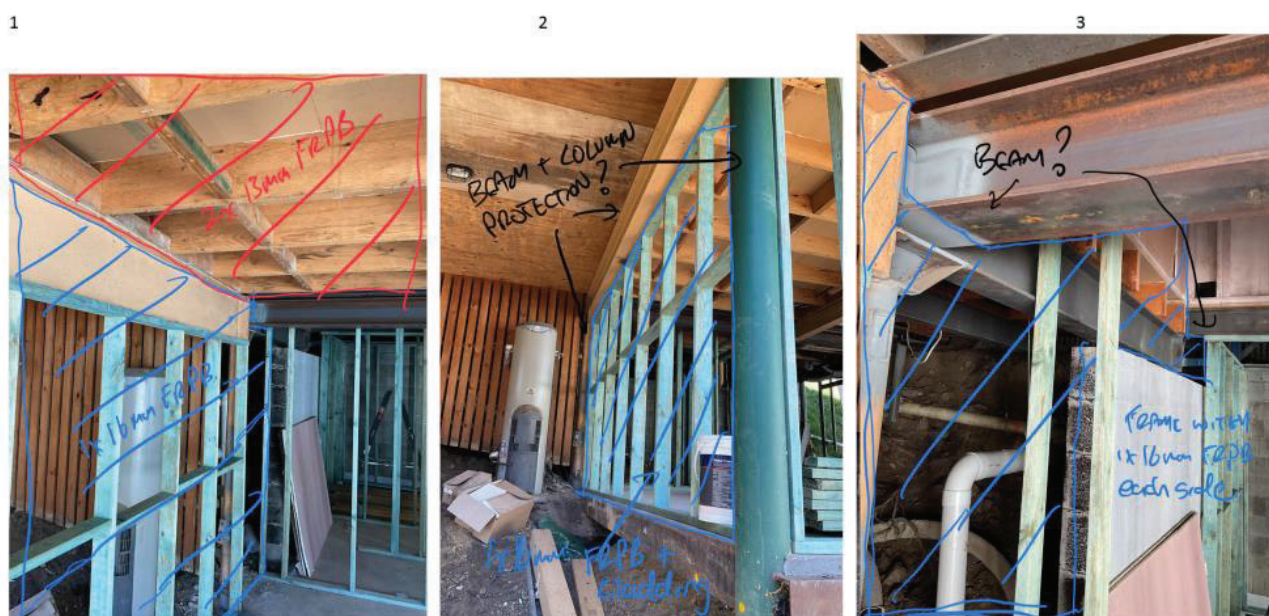 1
2
3
2x 13mm FRPB
1x 16mm FRPB
BEAM + COLUMN
PROTECTION?
FRPB +
cladding
BEAM?
FRAME WITH
1x 16mm FRPB
each side